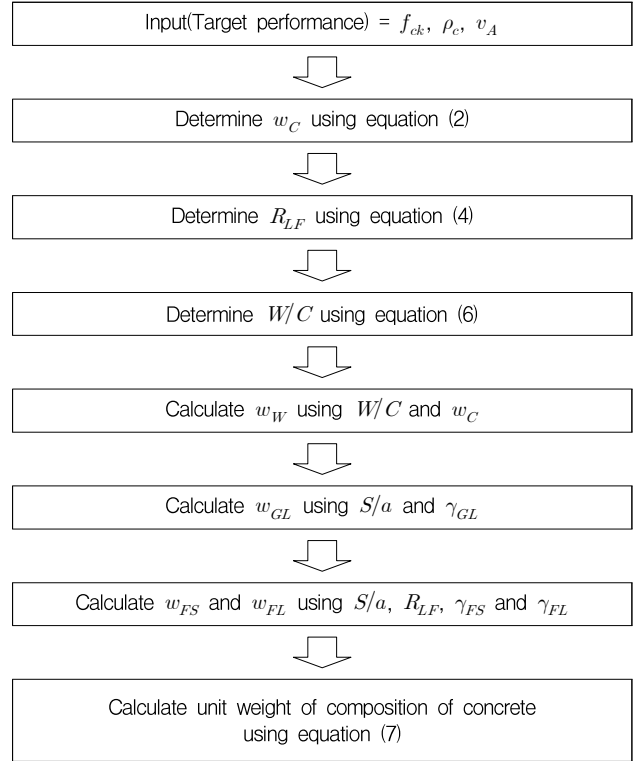 Input(Target performance) = f_ck, ρ_c, v_A
Determine w_C using equation (2)
Determine R_LF using equation (4)
Determine W/C using equation (6)
Calculate w_W using W/C and w_C
Calculate w_GL using S/a and γ_GL
Calculate w_FS and w_FL using S/a, R_LF, γ_FS and γ_FL
Calculate unit weight of composition of concrete
using equation (7)